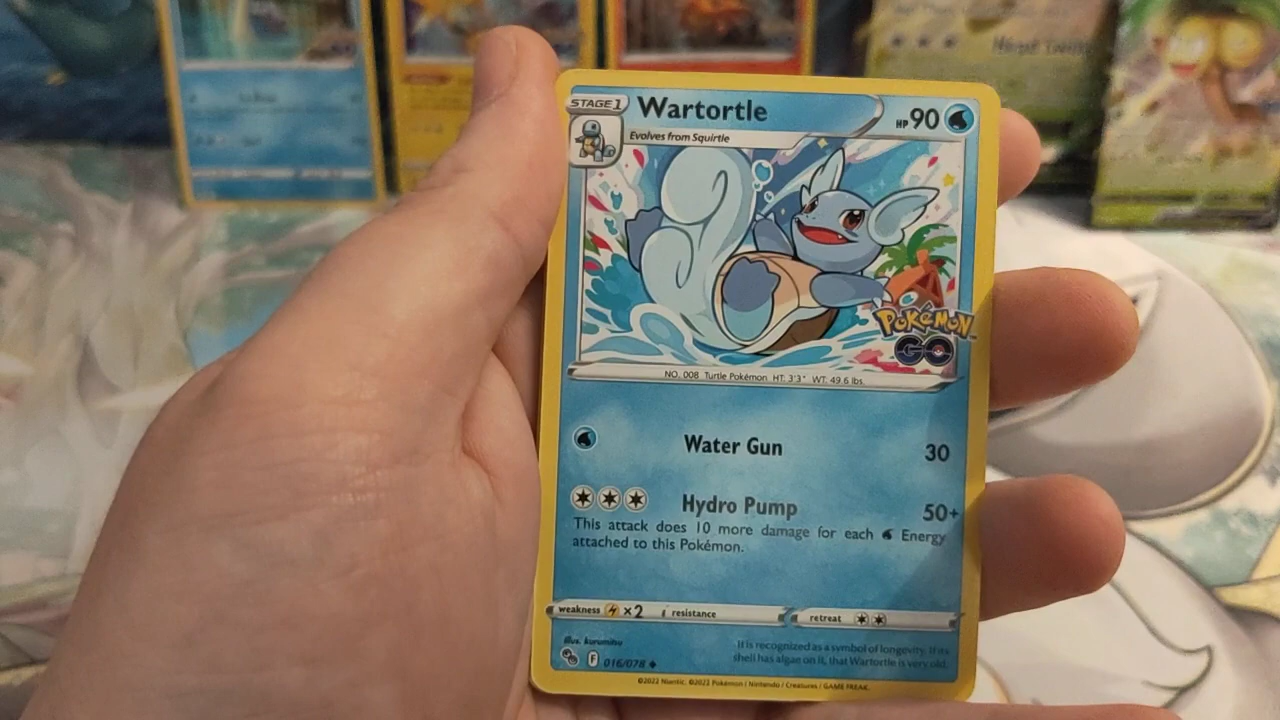 STAGE 1
Wartortle
HP 90
Evolves from Squirtle
POKÉMON
GO
NO. 008 Turtle Pokémon HT: 3'3" WT: 49.6 lbs.
Water Gun 30
Hydro Pump 50+
This attack does 10 more damage for each Energy
attached to this Pokémon.
weakness ×2 resistance retreat
illus. kurumitsu
It is recognized as a symbol of longevity. If its
shell has algae on it, that Wartortle is very old.
F 016/078
©2022 Niantic. ©2022 Pokémon / Nintendo / Creatures / GAME FREAK.